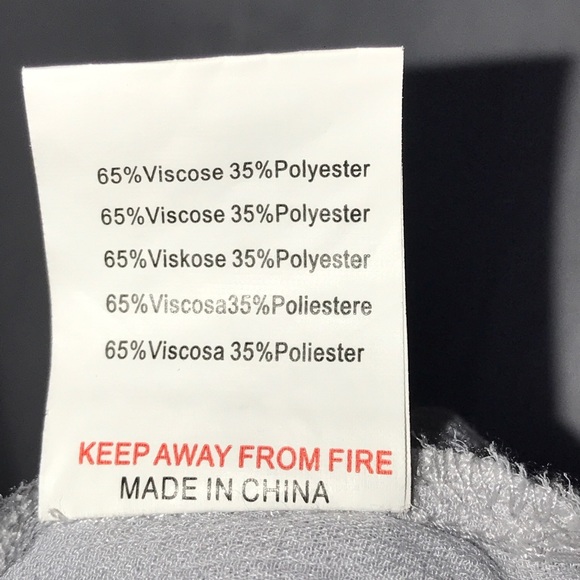 65%Viscose 35%Polyester
65%Viscose 35%Polyester
65%Viskose 35%Polyester
65%Viscosa35%Poliestere
65%Viscosa 35%Poliester
KEEP AWAY FROM FIRE
MADE IN CHINA